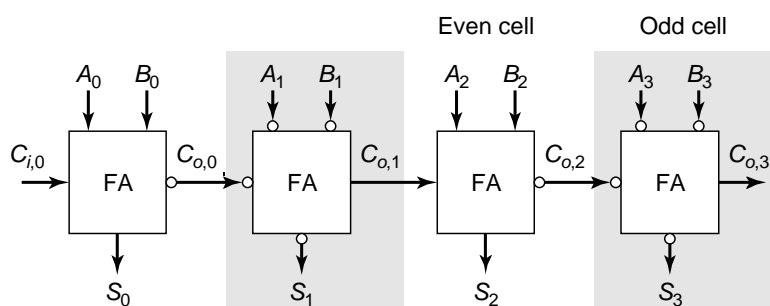 Even cell Odd cell
A0 B0 A1 B1 A2 B2 A3 B3
Ci,0 FA Co,0 FA Co,1 FA Co,2 FA Co,3
S0 S1 S2 S3